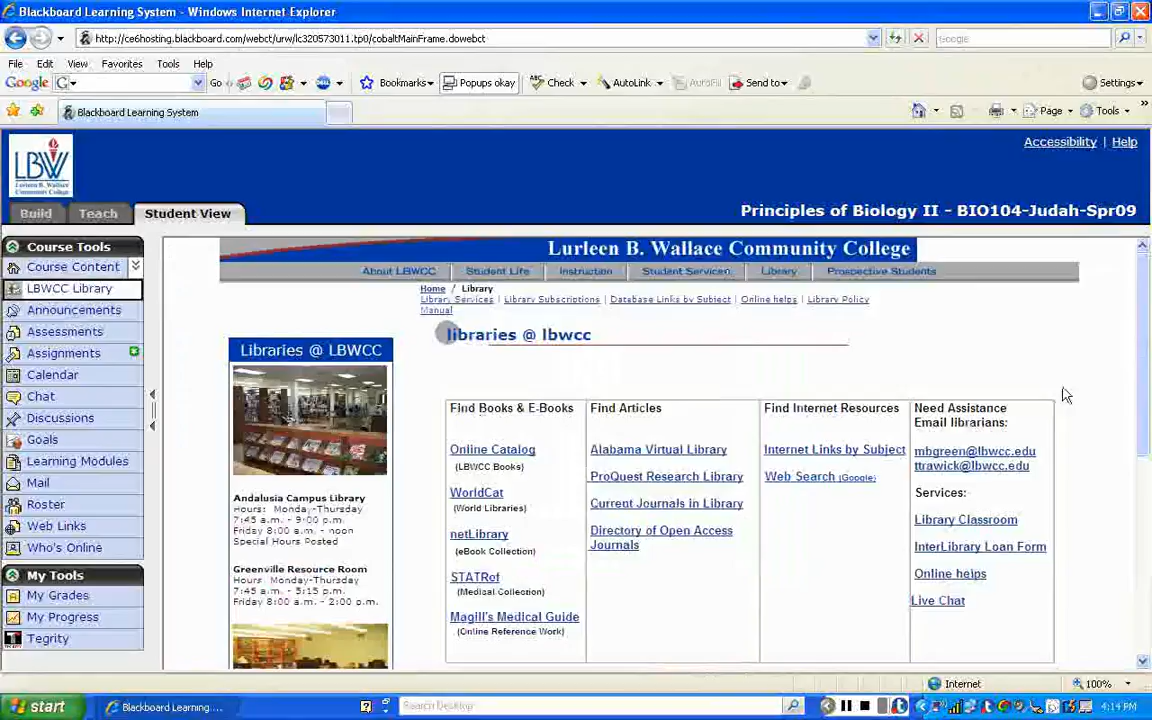 Blackboard Learning System - Windows Internet Explorer
http://ce6hosting.blackboard.com/webct/urw/lc320573011.tp0/cobaltMainFrame.dowebct
Google
File Edit View Favorites Tools Help
Google Go Bookmarks Popups okay Check AutoLink AutoFill Send to Settings
Blackboard Learning System Page Tools
LBW
Lurleen B. Wallace
Community College
Accessibility | Help
Build Teach Student View
Principles of Biology II - BIO104-Judah-Spr09
Course Tools
Course Content
LBWCC Library
Announcements
Assessments
Assignments
Calendar
Chat
Discussions
Goals
Learning Modules
Mail
Roster
Web Links
Who's Online
My Tools
My Grades
My Progress
Tegrity
Lurleen B. Wallace Community College
About LBWCC Student Life Instruction Student Services Library Prospective Students
Home / Library
Library Services | Library Subscriptions | Database Links by Subject | Online helps | Library Policy
Manual
libraries @ lbwcc
Libraries @ LBWCC
Andalusia Campus Library
Hours: Monday-Thursday
7:45 a.m. - 9:00 p.m.
Friday 8:00 a.m. - noon
Special Hours Posted
Greenville Resource Room
Hours: Monday-Thursday
7:45 a.m. - 5:15 p.m.
Friday 8:00 a.m. - 2:00 p.m.
Find Books & E-Books
Online Catalog
(LBWCC Books)
WorldCat
(World Libraries)
netLibrary
(eBook Collection)
STATRef
(Medical Collection)
Magill's Medical Guide
(Online Reference Work)
Find Articles
Alabama Virtual Library
ProQuest Research Library
Current Journals in Library
Directory of Open Access
Journals
Find Internet Resources
Internet Links by Subject
Web Search (Google)
Need Assistance
Email librarians:
mbgreen@lbwcc.edu
ttrawick@lbwcc.edu
Services:
Library Classroom
InterLibrary Loan Form
Online helps
Live Chat
Internet 100%
start Blackboard Learning ... Search Desktop 4:14 PM